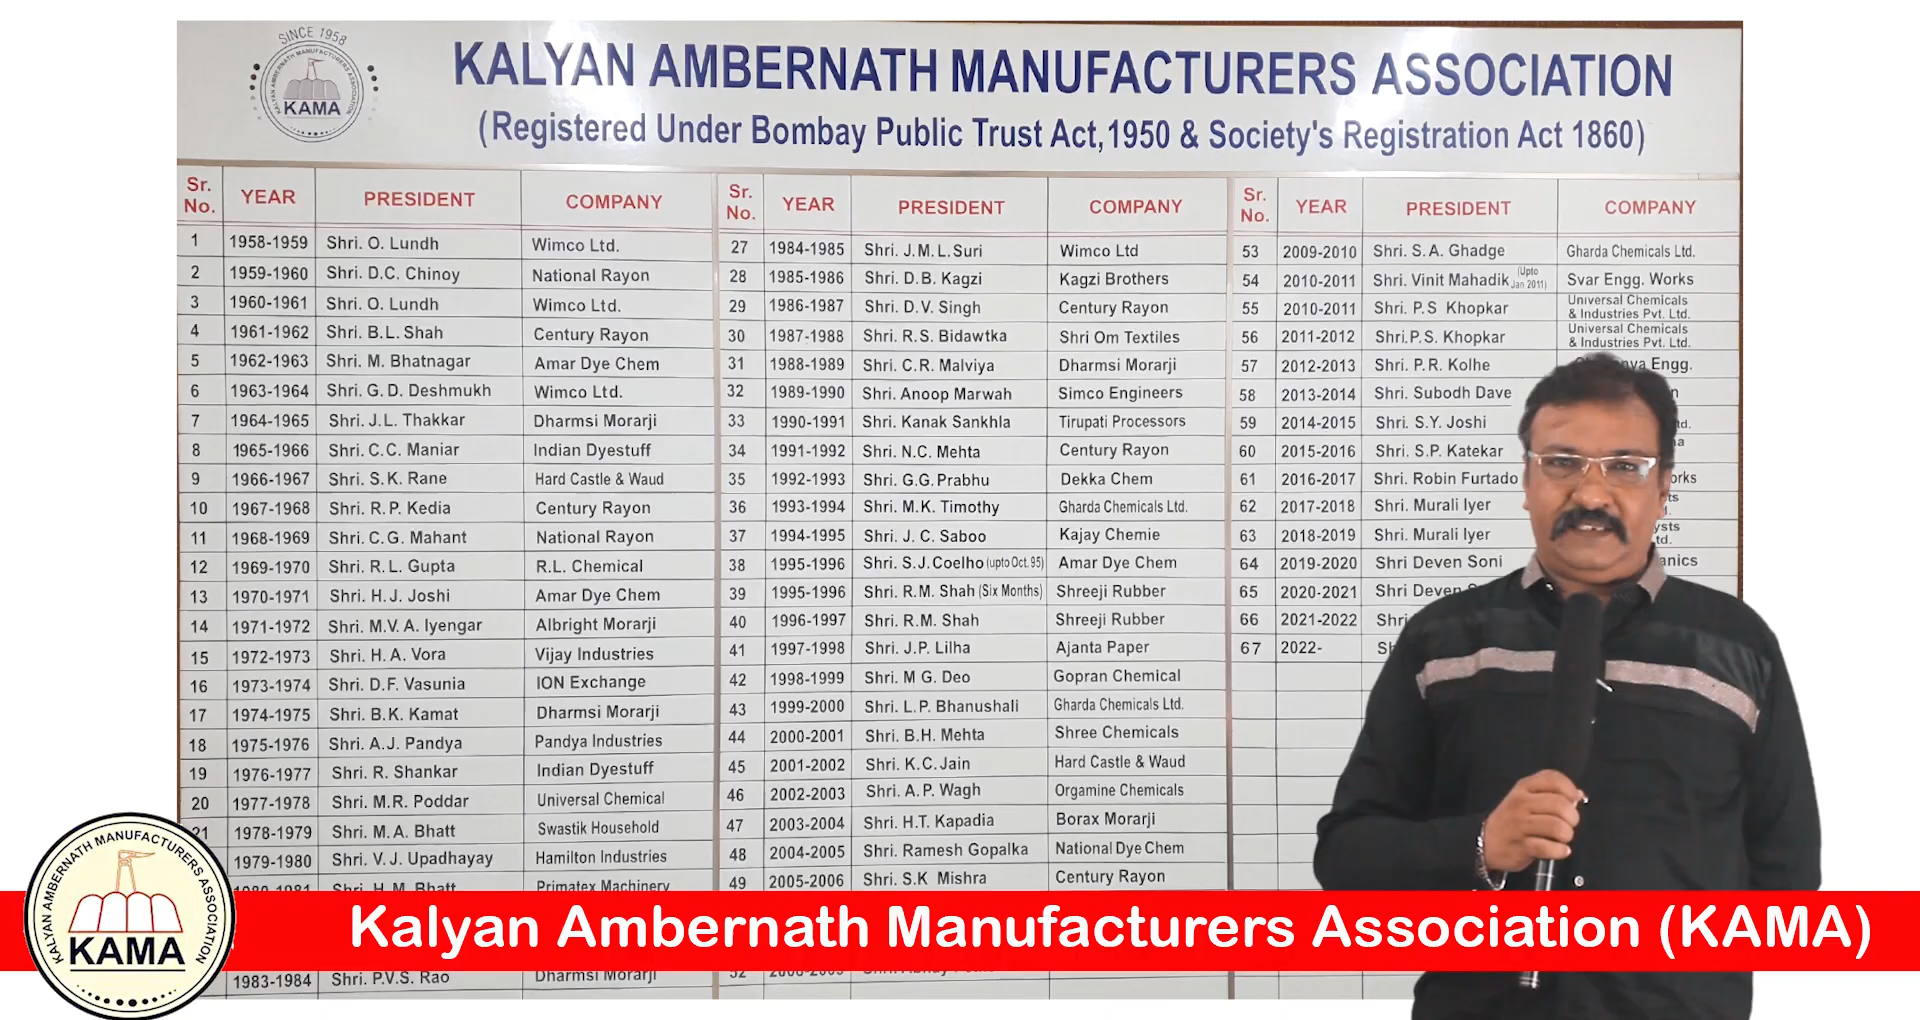 SINCE 1958
KALYAN AMBERNATH MANUFACTURERS ASSOCIATION
KAMA
KALYAN AMBERNATH MANUFACTURERS ASSOCIATION
(Registered Under Bombay Public Trust Act,1950 & Society's Registration Act 1860)
Sr. No. YEAR PRESIDENT COMPANY
1 1958-1959 Shri. O. Lundh Wimco Ltd.
2 1959-1960 Shri. D.C. Chinoy National Rayon
3 1960-1961 Shri. O. Lundh Wimco Ltd.
4 1961-1962 Shri. B.L. Shah Century Rayon
5 1962-1963 Shri. M. Bhatnagar Amar Dye Chem
6 1963-1964 Shri. G. D. Deshmukh Wimco Ltd.
7 1964-1965 Shri. J.L. Thakkar Dharmsi Morarji
8 1965-1966 Shri. C.C. Maniar Indian Dyestuff
9 1966-1967 Shri. S.K. Rane Hard Castle & Waud
10 1967-1968 Shri. R.P. Kedia Century Rayon
11 1968-1969 Shri. C.G. Mahant National Rayon
12 1969-1970 Shri. R.L. Gupta R.L. Chemical
13 1970-1971 Shri. H.J. Joshi Amar Dye Chem
14 1971-1972 Shri. M.V. A. Iyengar Albright Morarji
15 1972-1973 Shri. H.A. Vora Vijay Industries
16 1973-1974 Shri. D.F. Vasunia ION Exchange
17 1974-1975 Shri. B.K. Kamat Dharmsi Morarji
18 1975-1976 Shri. A.J. Pandya Pandya Industries
19 1976-1977 Shri. R. Shankar Indian Dyestuff
20 1977-1978 Shri. M.R. Poddar Universal Chemical
21 1978-1979 Shri. M.A. Bhatt Swastik Household
1979-1980 Shri. V.J. Upadhayay Hamilton Industries
1980-1981 Shri. H.M. Bhatt Primatex Machinery
1983-1984 Shri. P.V.S. Rao Dharmsi Morarji
Sr. No. YEAR PRESIDENT COMPANY
27 1984-1985 Shri. J.M.L. Suri Wimco Ltd
28 1985-1986 Shri. D.B. Kagzi Kagzi Brothers
29 1986-1987 Shri. D.V. Singh Century Rayon
30 1987-1988 Shri. R.S. Bidawtka Shri Om Textiles
31 1988-1989 Shri. C.R. Malviya Dharmsi Morarji
32 1989-1990 Shri. Anoop Marwah Simco Engineers
33 1990-1991 Shri. Kanak Sankhla Tirupati Processors
34 1991-1992 Shri. N.C. Mehta Century Rayon
35 1992-1993 Shri. G.G. Prabhu Dekka Chem
36 1993-1994 Shri. M.K. Timothy Gharda Chemicals Ltd.
37 1994-1995 Shri. J. C. Saboo Kajay Chemie
38 1995-1996 Shri. S.J. Coelho (upto Oct. 95) Amar Dye Chem
39 1995-1996 Shri. R.M. Shah (Six Months) Shreeji Rubber
40 1996-1997 Shri. R.M. Shah Shreeji Rubber
41 1997-1998 Shri. J.P. Lilha Ajanta Paper
42 1998-1999 Shri. M G. Deo Gopran Chemical
43 1999-2000 Shri. L.P. Bhanushali Gharda Chemicals Ltd.
44 2000-2001 Shri. B.H. Mehta Shree Chemicals
45 2001-2002 Shri. K.C. Jain Hard Castle & Waud
46 2002-2003 Shri. A.P. Wagh Orgamine Chemicals
47 2003-2004 Shri. H.T. Kapadia Borax Morarji
48 2004-2005 Shri. Ramesh Gopalka National Dye Chem
49 2005-2006 Shri. S.K Mishra Century Rayon
52 2008-2009
Sr. No. YEAR PRESIDENT COMPANY
53 2009-2010 Shri. S.A. Ghadge Gharda Chemicals Ltd.
54 2010-2011 Shri. Vinit Mahadik (Upto Jan 2011) Svar Engg. Works
55 2010-2011 Shri. P.S Khopkar Universal Chemicals & Industries Pvt. Ltd.
56 2011-2012 Shri. P.S. Khopkar Universal Chemicals & Industries Pvt. Ltd.
57 2012-2013 Shri. P.R. Kolhe Engg.
58 2013-2014 Shri. Subodh Dave
59 2014-2015 Shri. S.Y. Joshi
60 2015-2016 Shri. S.P. Katekar
61 2016-2017 Shri. Robin Furtado
62 2017-2018 Shri. Murali Iyer
63 2018-2019 Shri. Murali Iyer
64 2019-2020 Shri Deven Soni
65 2020-2021 Shri Deven
66 2021-2022 Shri
67 2022-
KALYAN AMBERNATH MANUFACTURERS ASSOCIATION
KAMA
Kalyan Ambernath Manufacturers Association (KAMA)